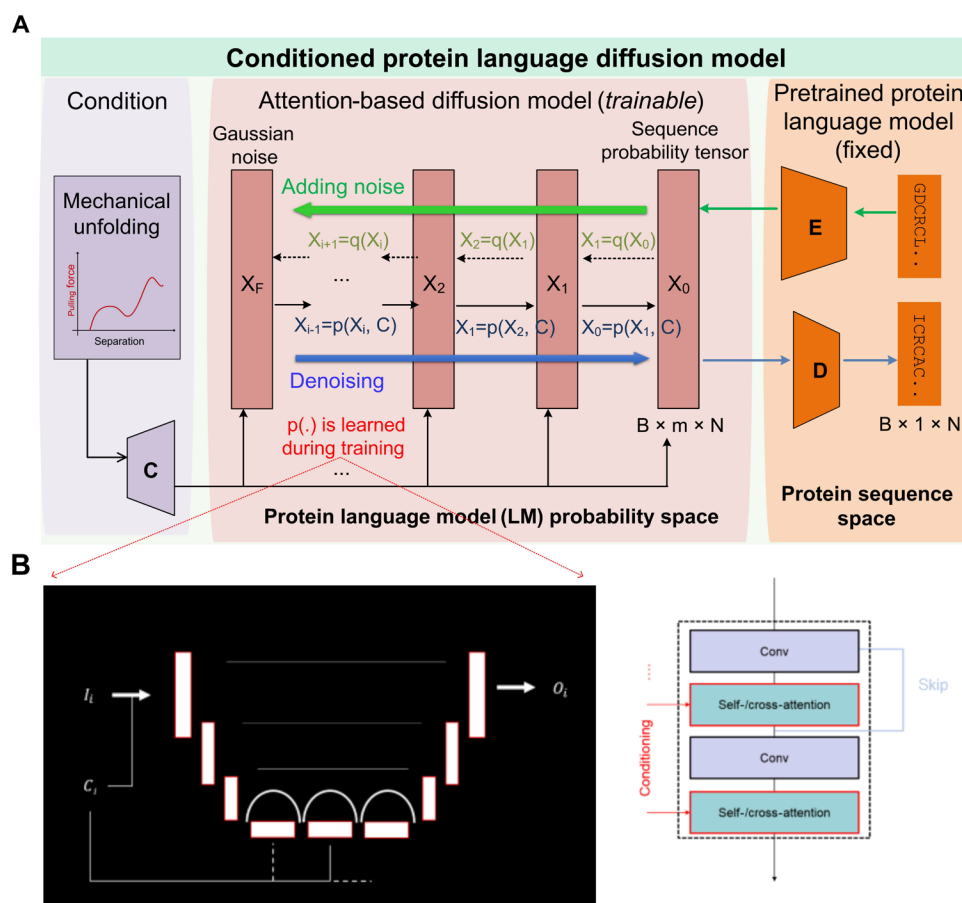 A
Conditioned protein language diffusion model
Condition
Mechanical
unfolding
Pulling force
Separation
C
Attention-based diffusion model (trainable)
Gaussian
noise
Sequence
probability tensor
Adding noise
Xi+1=q(Xi)
X2=q(X1)
X1=q(X0)
...
XF
X2
X1
X0
Xi-1=p(Xi, C)
X1=p(X2, C)
X0=p(X1, C)
Denoising
p(.) is learned
during training
...
B × m × N
Protein language model (LM) probability space
Pretrained protein
language model
(fixed)
E
GDCRCL..
D
ICRCAC..
B × 1 × N
Protein sequence
space
B
Ii
Ci
Oi
Conv
Self-/cross-attention
Conv
Self-/cross-attention
Skip
Conditioning
....